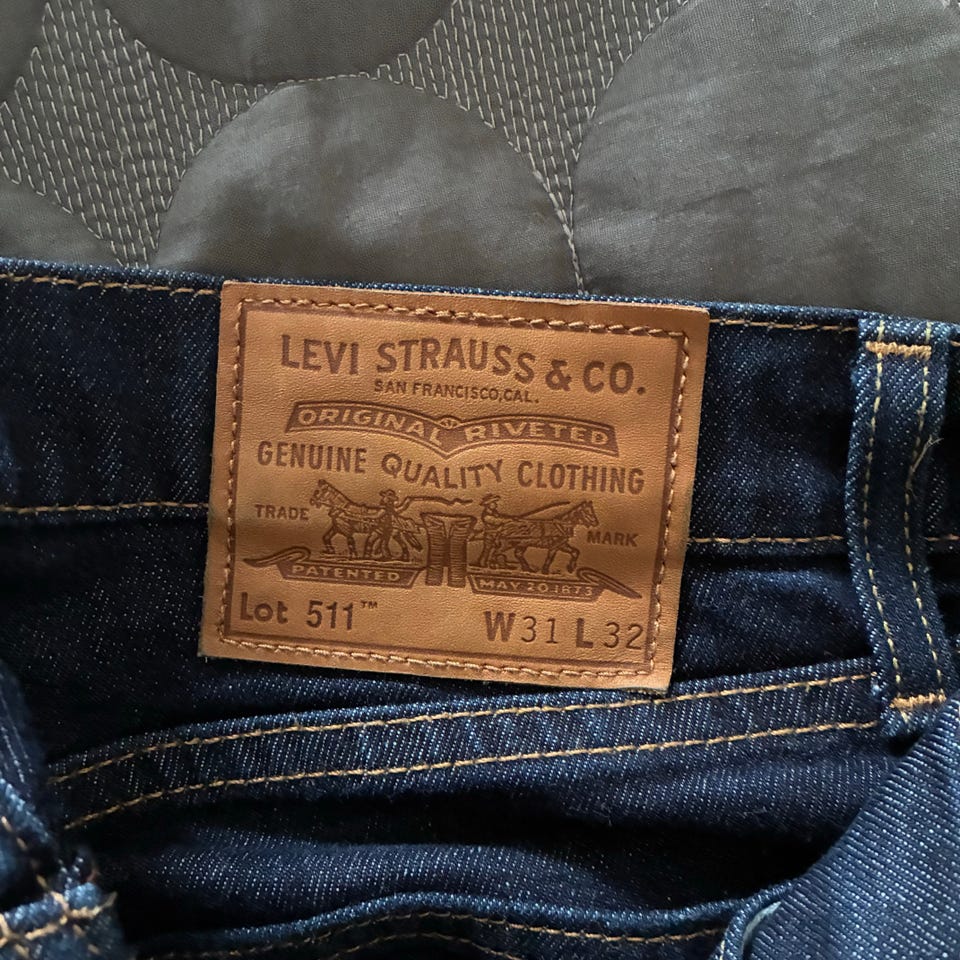 LEVI STRAUSS & CO.
SAN FRANCISCO, CAL.
ORIGINAL RIVETED
GENUINE QUALITY CLOTHING
TRADE MARK
PATENTED MAY 20 1873
Lot 511™ W31 L32